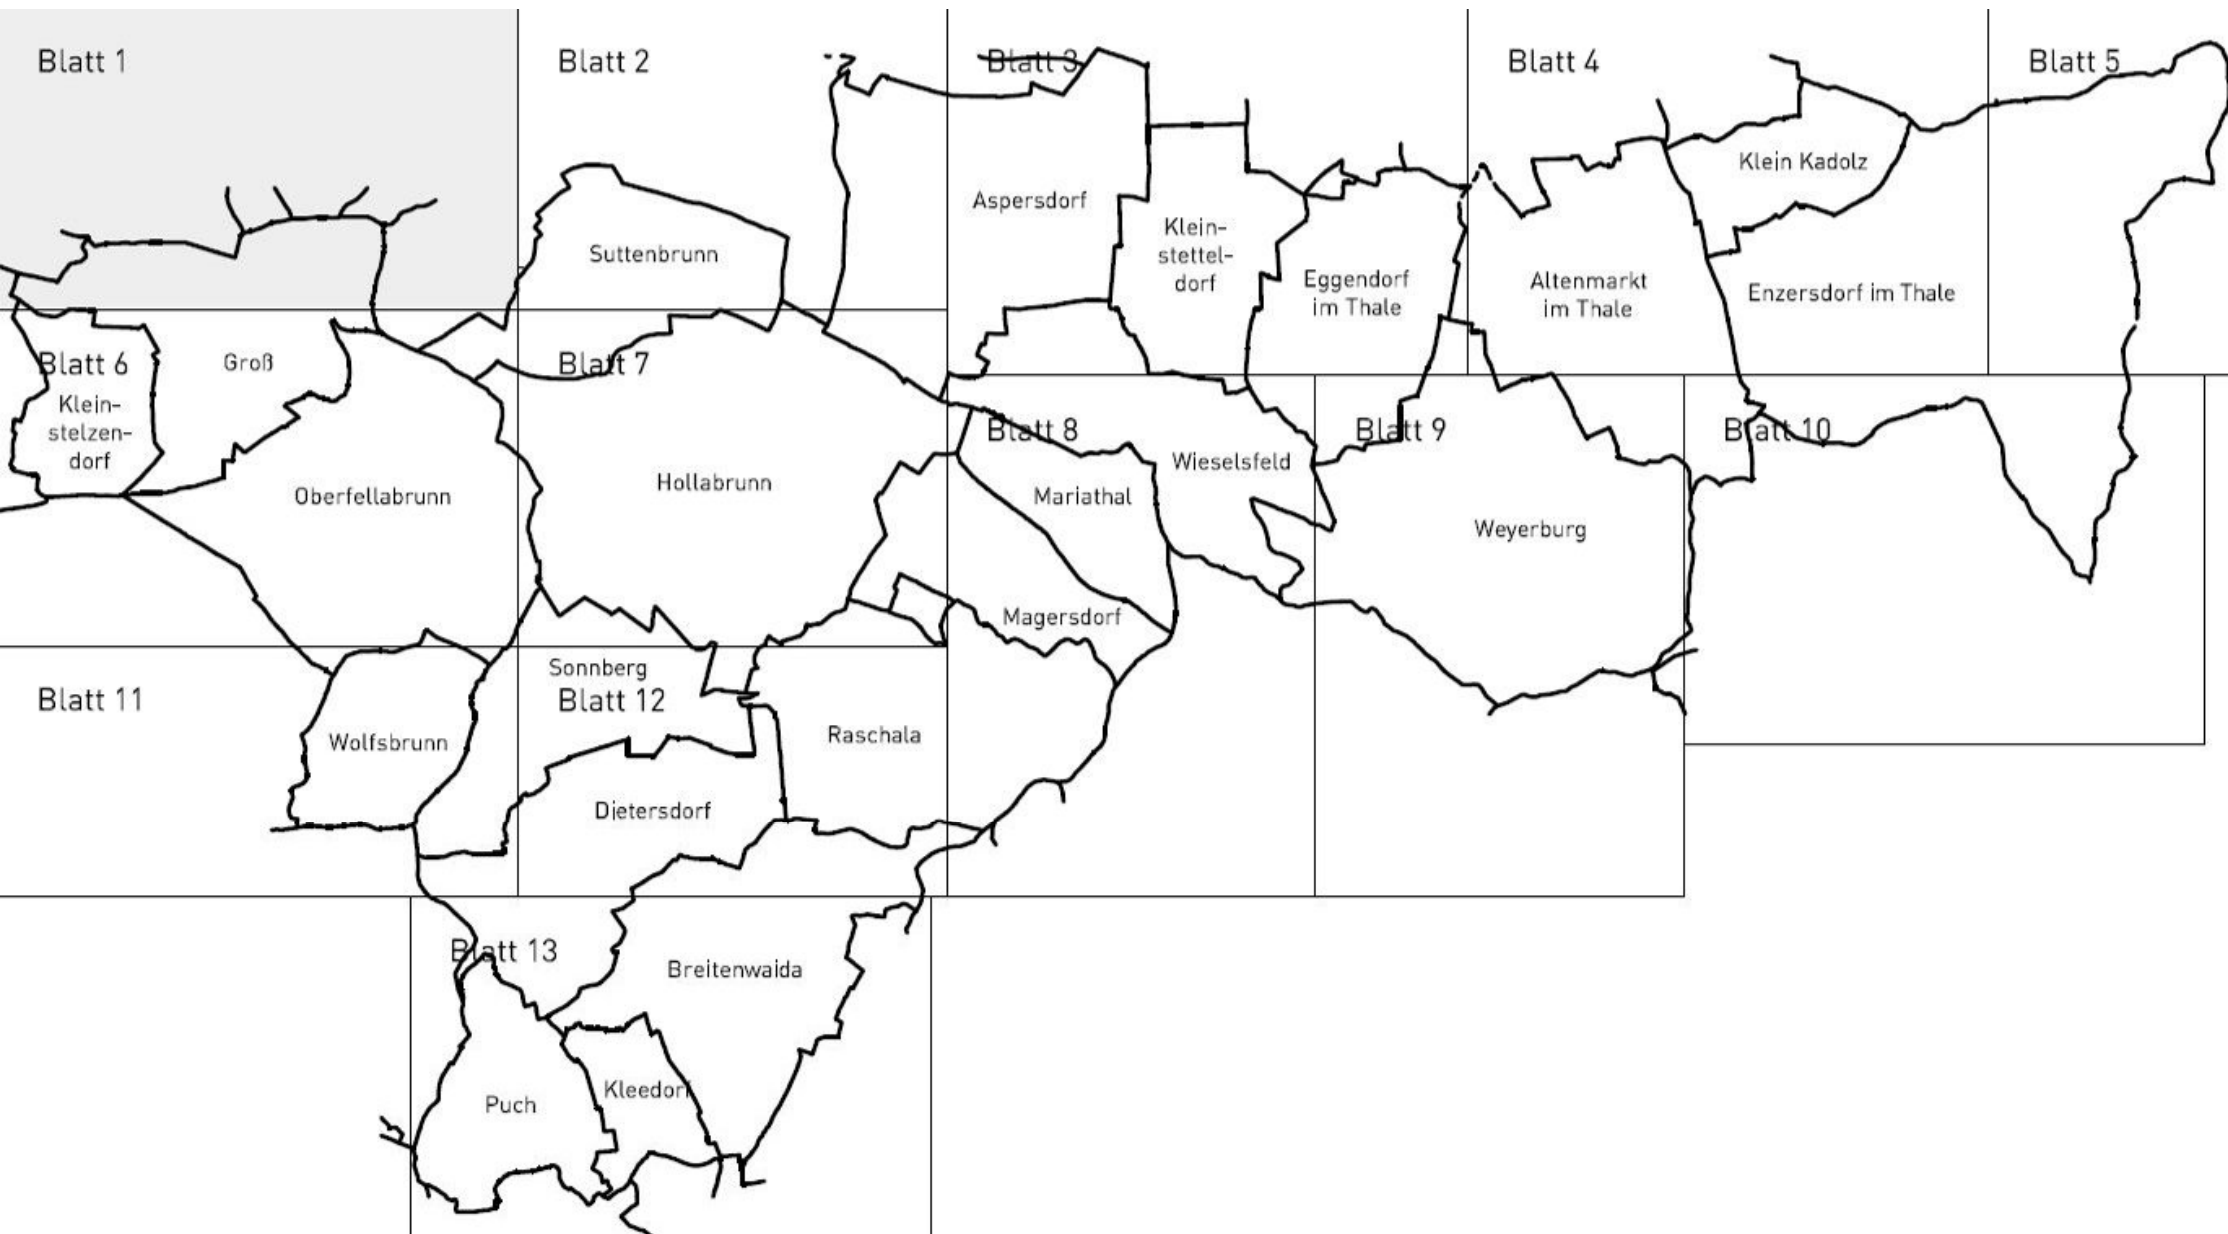 Blatt 1
Blatt 2
Blatt 3
Blatt 4
Blatt 5
Klein Kadolz
Aspersdorf
Klein-
stettel-
dorf
Suttenbrunn
Eggendorf
im Thale
Altenmarkt
im Thale
Enzersdorf im Thale
Blatt 6
Groß
Blatt 7
Klein-
stelzen-
dorf
Blatt 8
Blatt 9
Blatt 10
Wieselsfeld
Oberfellabrunn
Hollabrunn
Mariathal
Weyerburg
Magersdorf
Sonnberg
Blatt 11
Blatt 12
Wolfsbrunn
Raschala
Dietersdorf
Blatt 13
Breitenwaida
Kleedorf
Puch